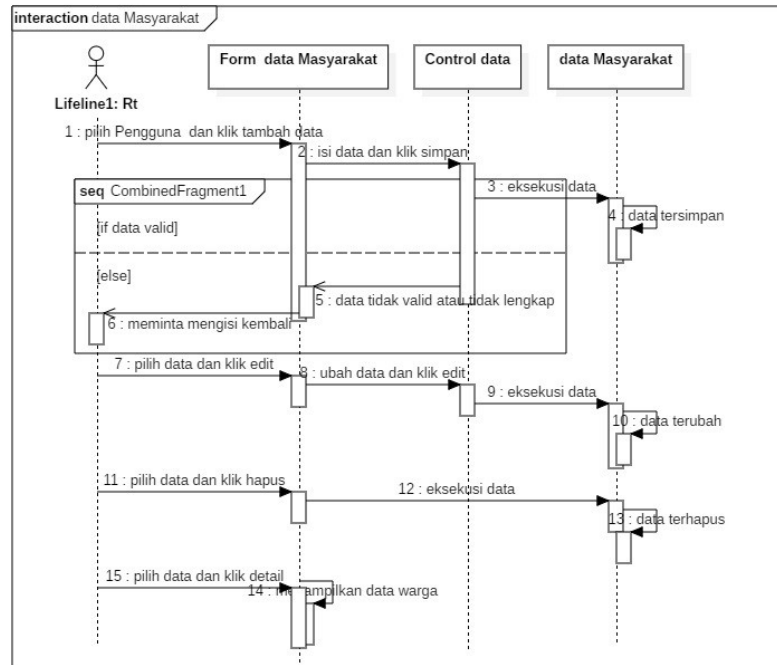 interaction data Masyarakat
Form data Masyarakat
Control data
data Masyarakat
Lifeline1: Rt
1 : pilih Pengguna dan klik tambah data
2 : isi data dan klik simpan
seq CombinedFragment1
3 : eksekusi data
4 : data tersimpan
[if data valid]
[else]
5 : data tidak valid atau tidak lengkap
6 : meminta mengisi kembali
7 : pilih data dan klik edit
8 : ubah data dan klik edit
9 : eksekusi data
10 : data terubah
11 : pilih data dan klik hapus
12 : eksekusi data
13 : data terhapus
15 : pilih data dan klik detail
14 : menampilkan data warga